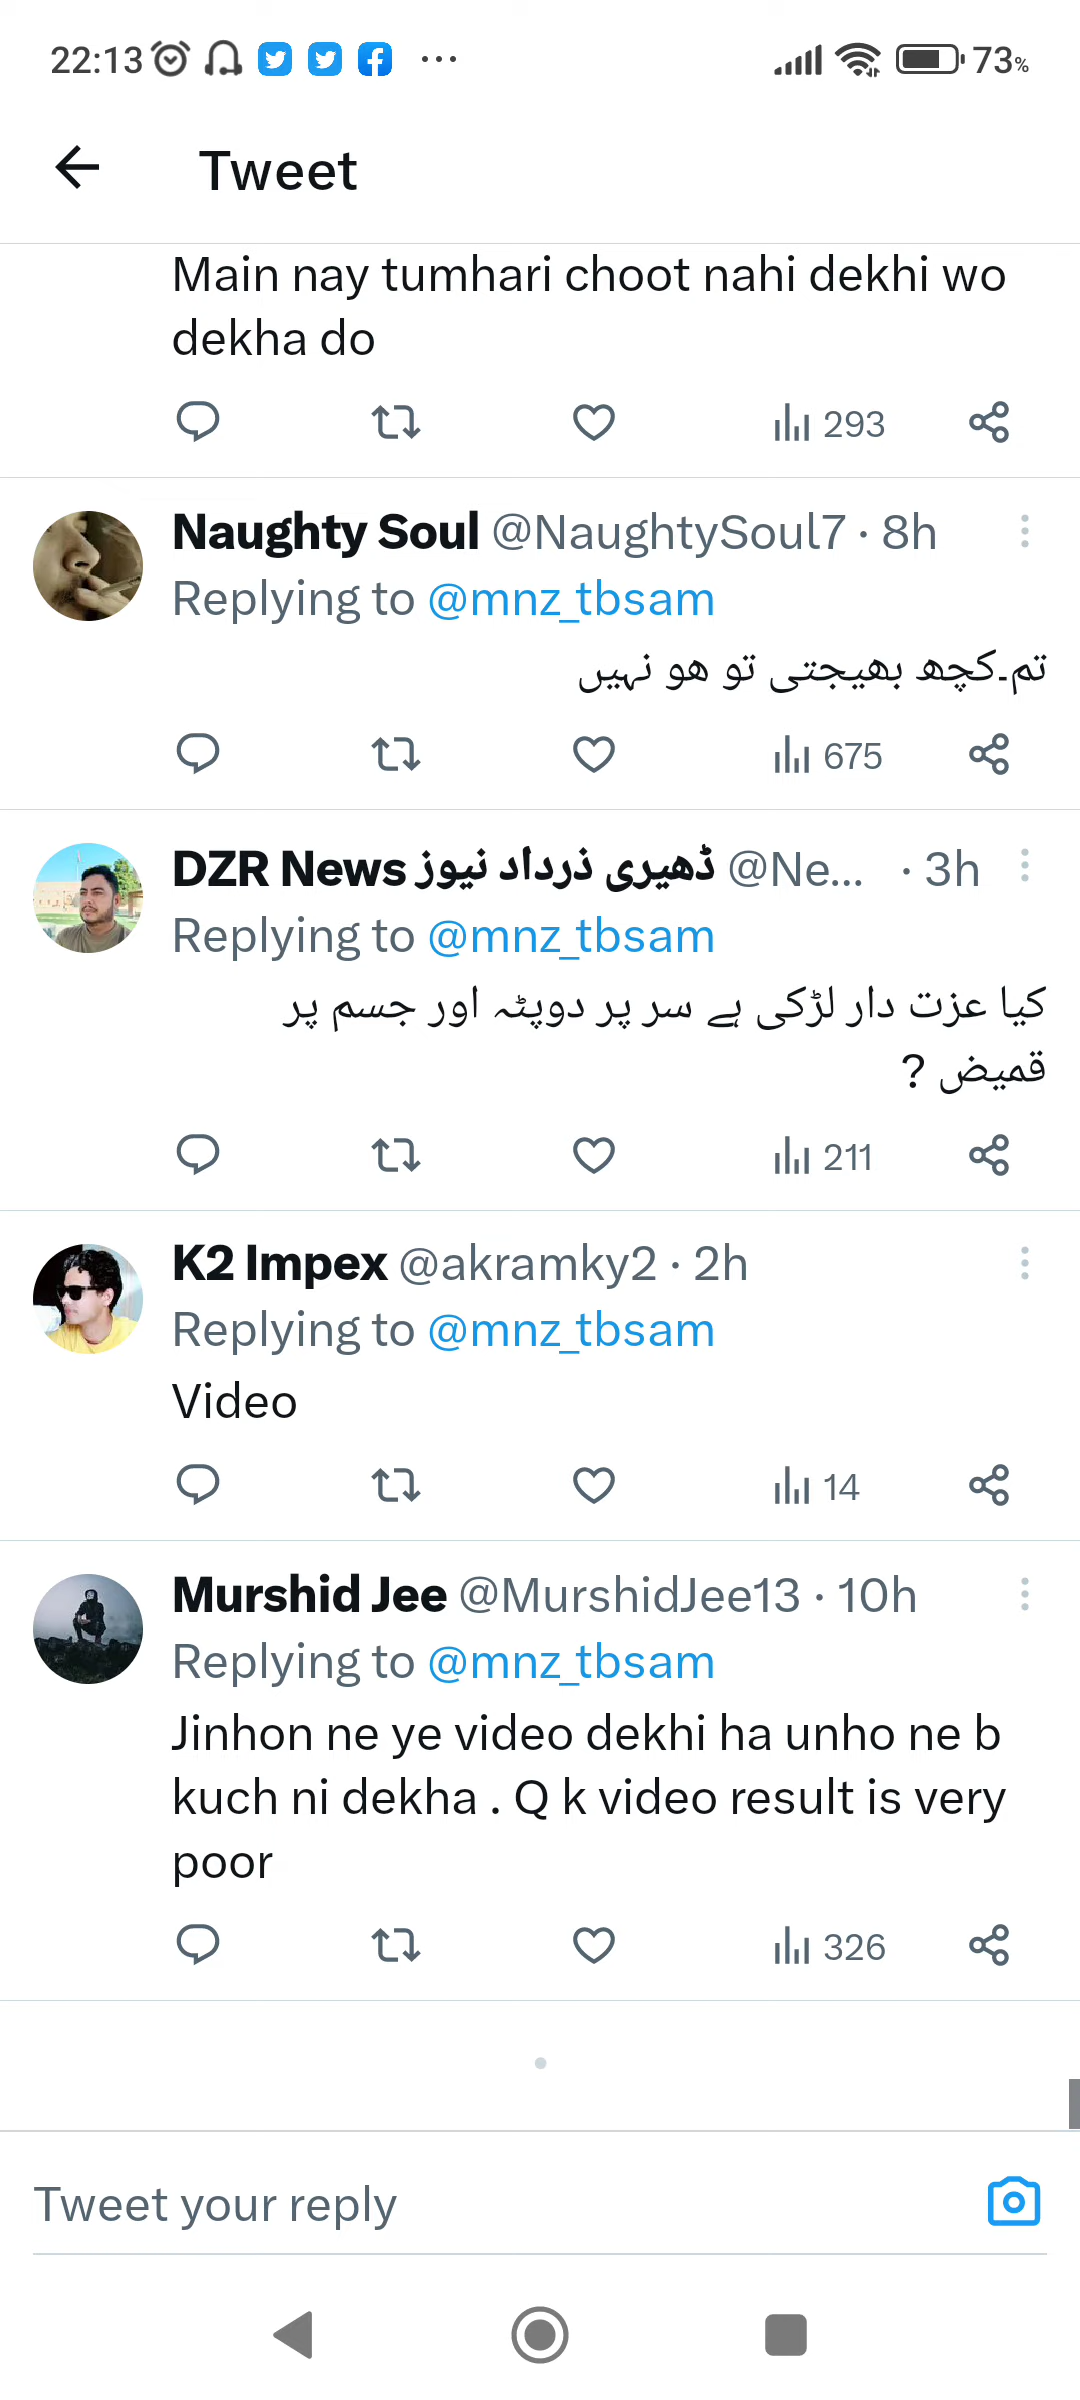 22:13 ... 73%
Tweet
Main nay tumhari choot nahi dekhi wo
dekha do
293
Naughty Soul @NaughtySoul7 · 8h
Replying to @mnz_tbsam
تم۔کچھ بھیجتی تو ھو نہیں
675
DZR News ڈھیری ذرداد نیوز @Ne... · 3h
Replying to @mnz_tbsam
کیا عزت دار لڑکی ہے سر پر دوپٹہ اور جسم پر
قمیض ?
211
K2 Impex @akramky2 · 2h
Replying to @mnz_tbsam
Video
14
Murshid Jee @MurshidJee13 · 10h
Replying to @mnz_tbsam
Jinhon ne ye video dekhi ha unho ne b
kuch ni dekha . Q k video result is very
poor
326
Tweet your reply